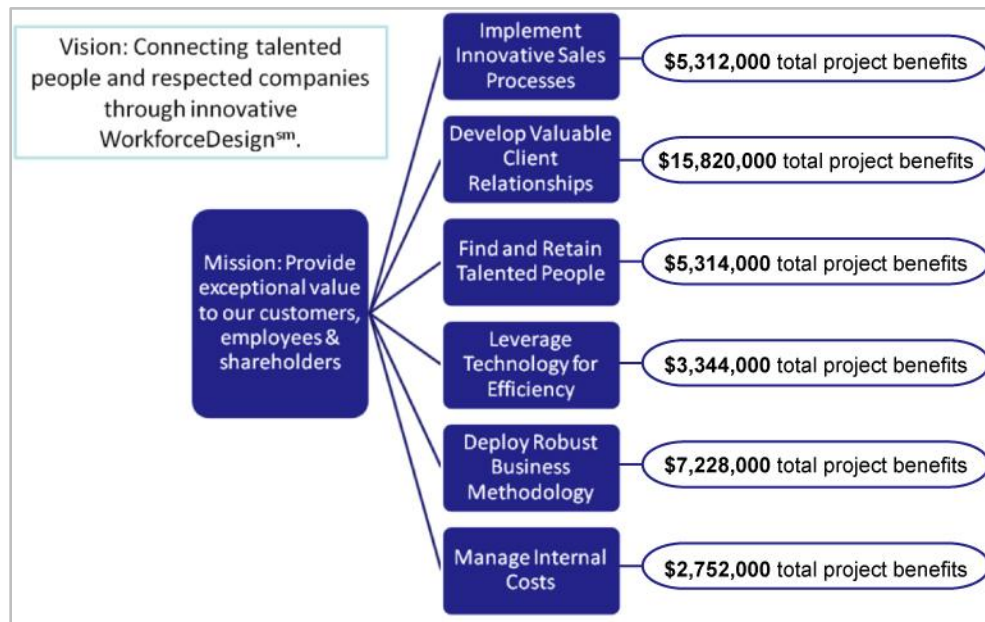 Vision: Connecting talented
people and respected companies
through innovative
WorkforceDesign℠.
Mission: Provide
exceptional value
to our customers,
employees &
shareholders
Implement
Innovative Sales
Processes
$5,312,000 total project benefits
Develop Valuable
Client
Relationships
$15,820,000 total project benefits
Find and Retain
Talented People
$5,314,000 total project benefits
Leverage
Technology for
Efficiency
$3,344,000 total project benefits
Deploy Robust
Business
Methodology
$7,228,000 total project benefits
Manage Internal
Costs
$2,752,000 total project benefits